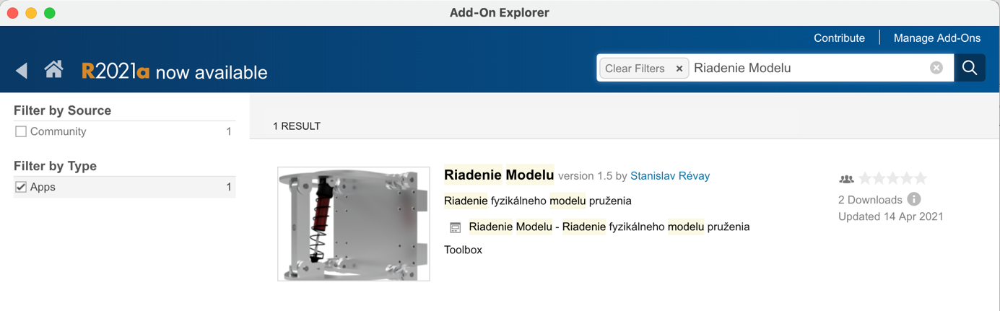 Add-On Explorer
Contribute Manage Add-Ons
R2021a now available
Clear Filters × Riadenie Modelu
Filter by Source
Community 1
Filter by Type
Apps 1
1 RESULT
Riadenie Modelu version 1.5 by Stanislav Révay
Riadenie fyzikálneho modelu pruženia
Riadenie Modelu - Riadenie fyzikálneho modelu pruženia
Toolbox
2 Downloads
Updated 14 Apr 2021